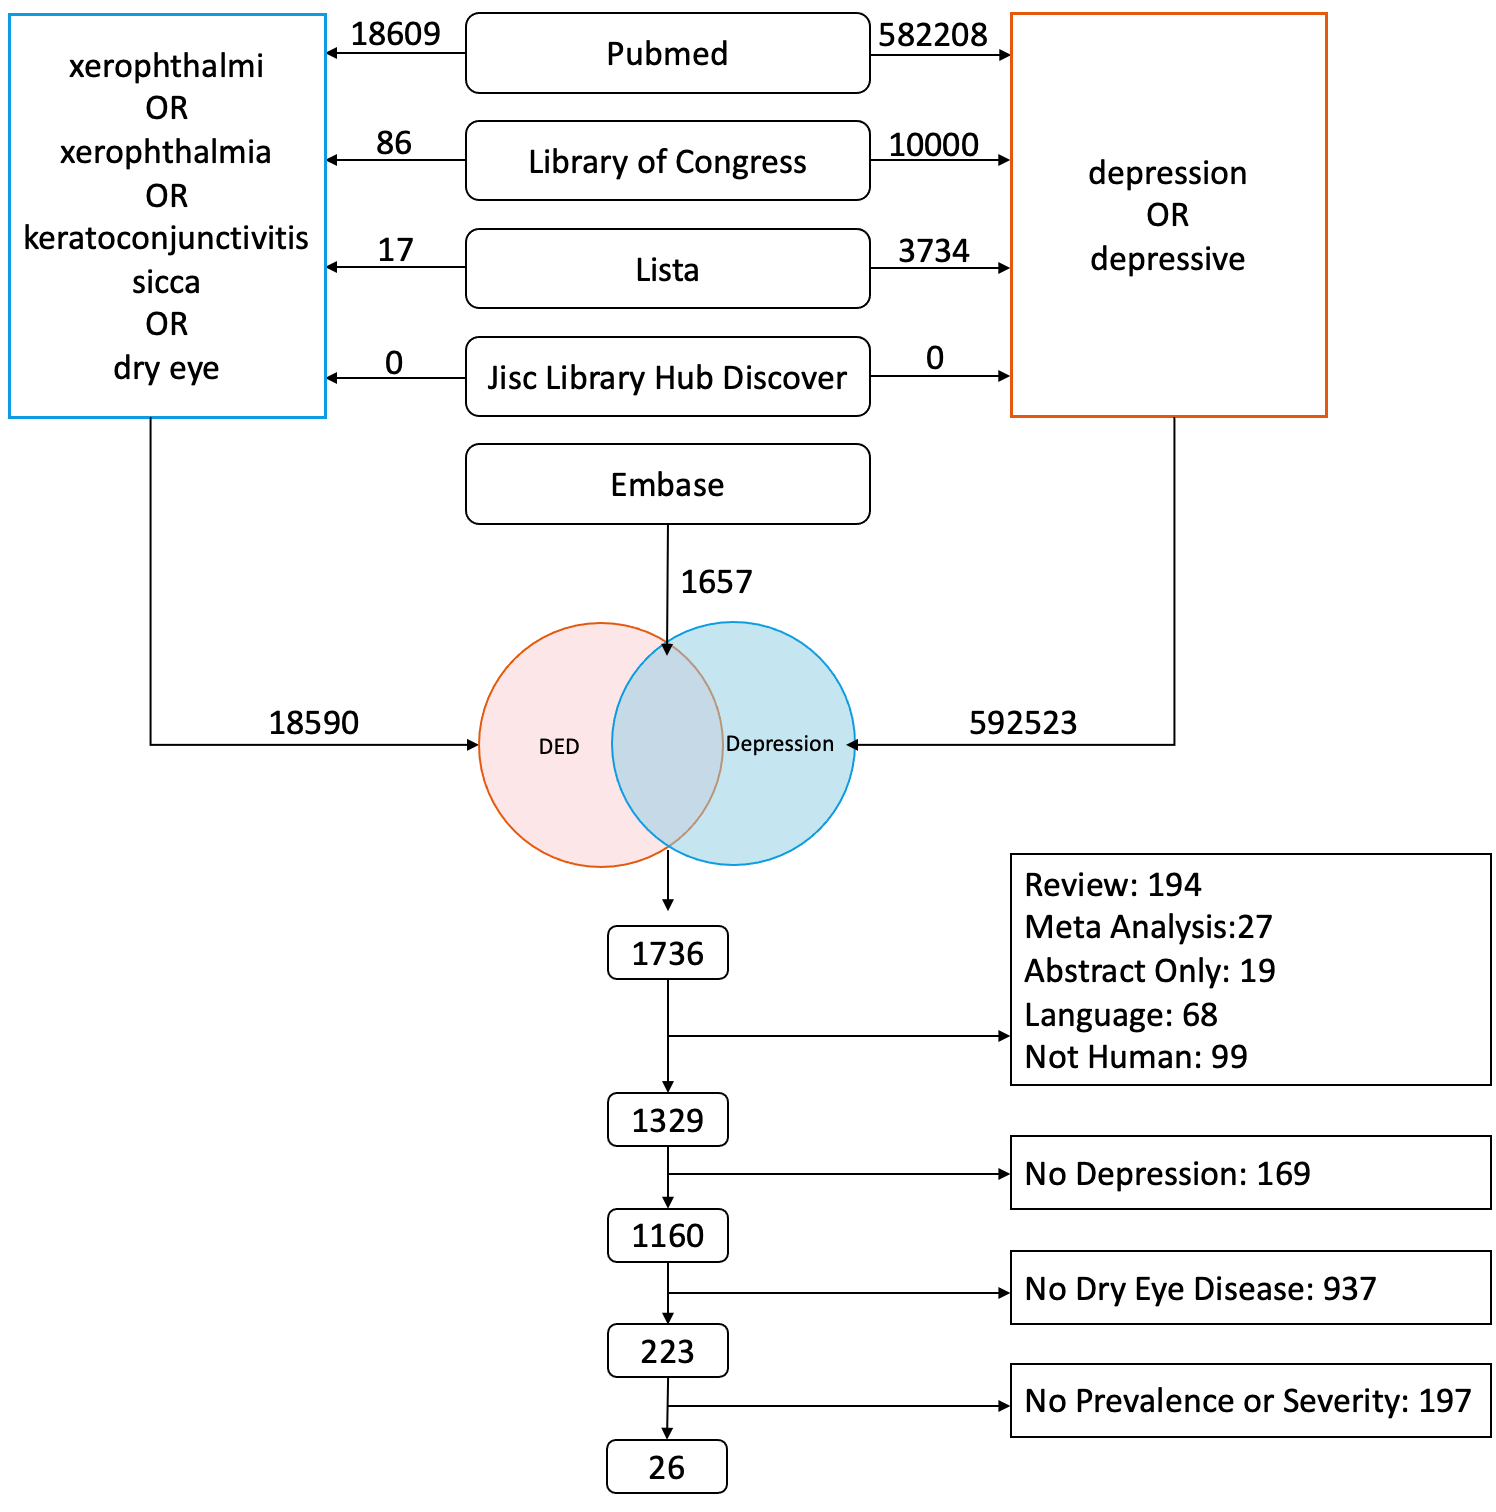 xerophthalmi
OR
xerophthalmia
OR
keratoconjunctivitis
sicca
OR
dry eye
18609
Pubmed
582208
86
Library of Congress
10000
17
Lista
3734
0
Jisc Library Hub Discover
0
depression
OR
depressive
Embase
1657
18590
DED
Depression
592523
1736
Review: 194
Meta Analysis:27
Abstract Only: 19
Language: 68
Not Human: 99
1329
No Depression: 169
1160
No Dry Eye Disease: 937
223
No Prevalence or Severity: 197
26